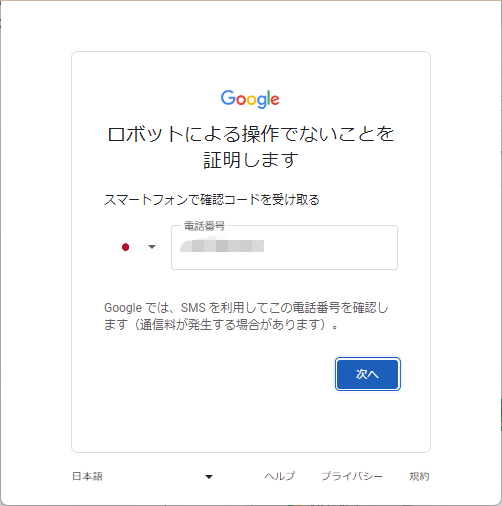 Google
ロボットによる操作でないことを
証明します
スマートフォンで確認コードを受け取る
電話番号
Google では、SMS を利用してこの電話番号を確認し
ます（通信料が発生する場合があります）。
次へ
日本語 ヘルプ プライバシー 規約